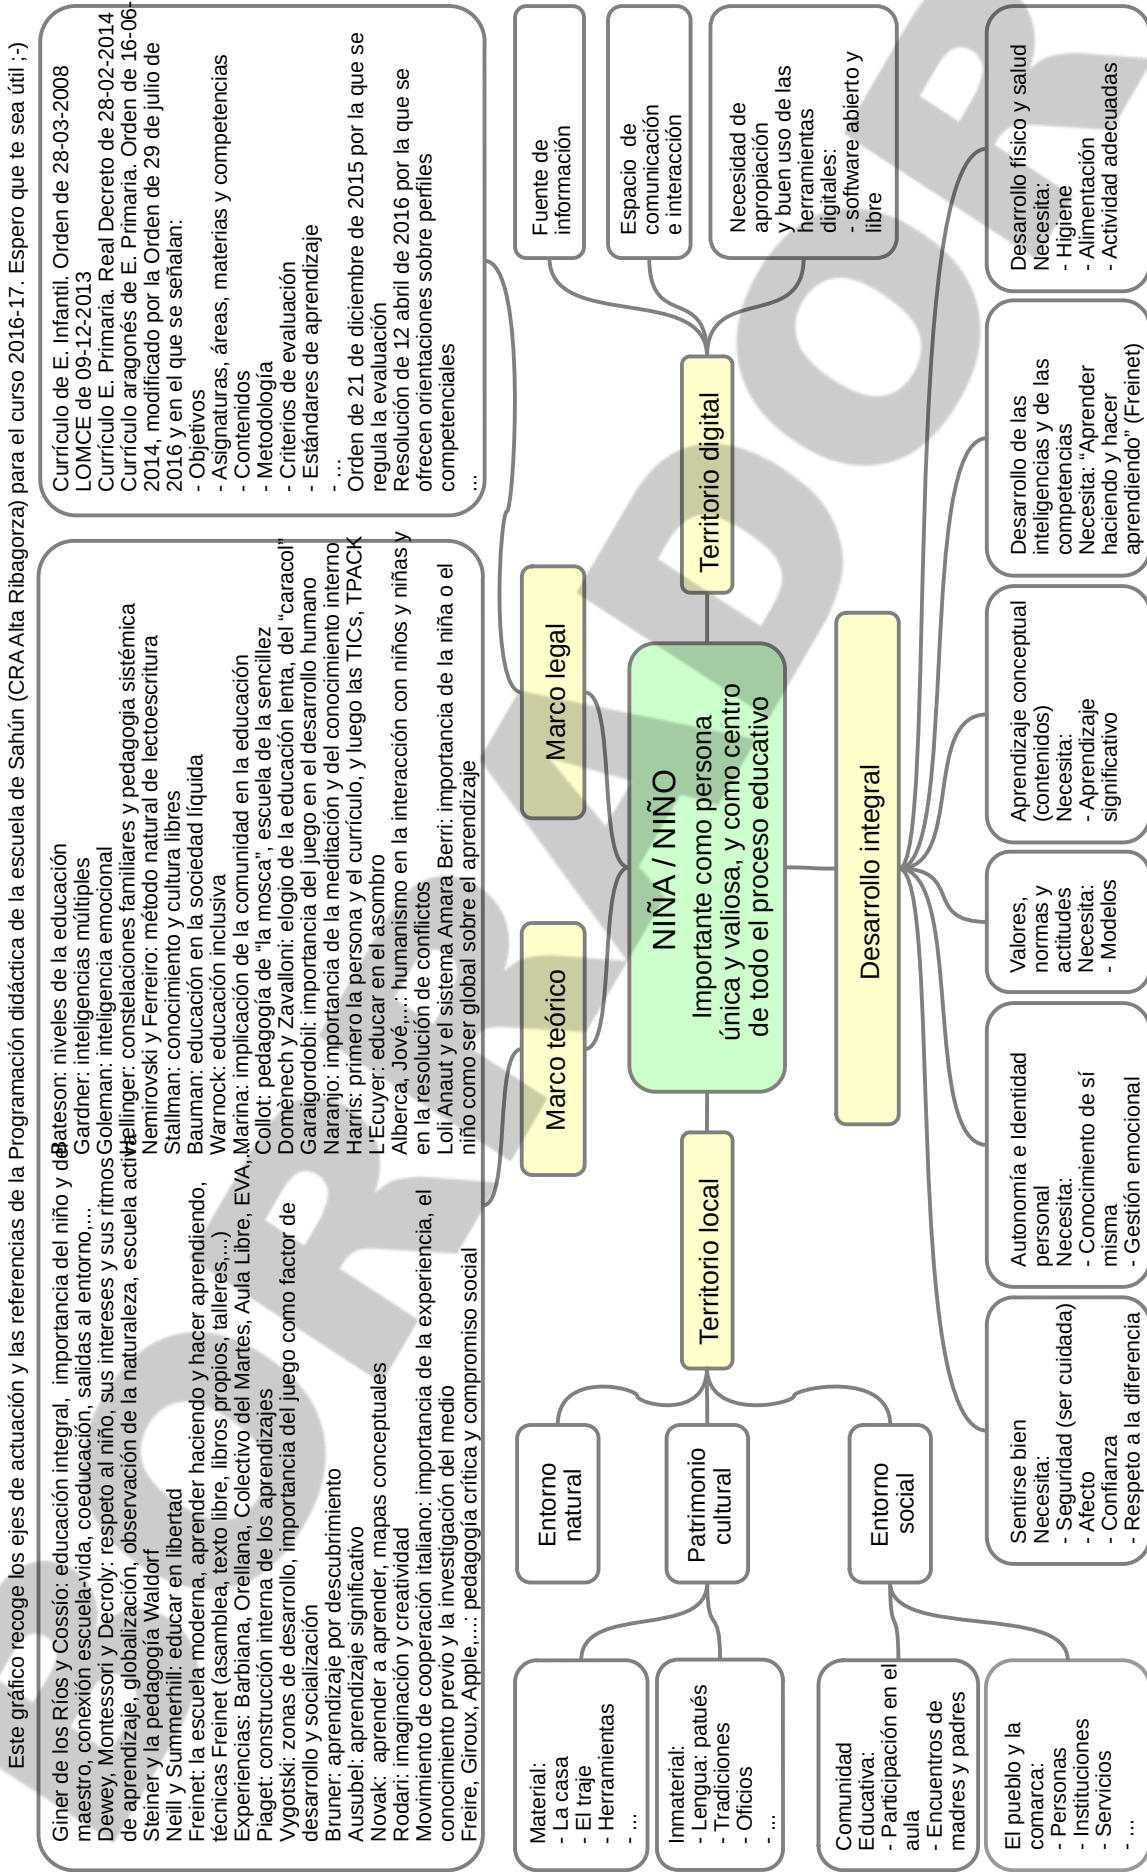 Este gráfico recoge los ejes de actuación y las referencias de la Programación didáctica de la escuela de Sahún (CRA Alta Ribagorza) para el curso 2016-17. Espero que te sea útil ;-)
Giner de los Ríos y Cossío: educación integral,  importancia del niño y del
maestro, conexión escuela-vida, coeducación, salidas al entorno,...
Dewey, Montessori y Decroly: respeto al niño, sus intereses y sus ritmos
de aprendizaje, globalización, observación de la naturaleza, escuela activa
Steiner y la pedagogía Waldorf
Neill y Summerhill: educar en libertad
Freinet: la escuela moderna, aprender haciendo y hacer aprendiendo,
técnicas Freinet (asamblea, texto libre, libros propios, talleres,...)
Experiencias: Barbiana, Orellana, Colectivo del Martes, Aula Libre, EVA,...
Piaget: construcción interna de los aprendizajes
Vygotski: zonas de desarrollo, importancia del juego como factor de
desarrollo y socialización
Bruner: aprendizaje por descubrimiento
Ausubel: aprendizaje significativo
Novak:  aprender a aprender, mapas conceptuales
Rodari: imaginación y creatividad
Movimiento de cooperación italiano: importancia de la experiencia, el
conocimiento previo y la investigación del medio
Freire, Giroux, Apple,...: pedagogía crítica y compromiso social
Bateson: niveles de la educación
Gardner: inteligencias múltiples
Goleman: inteligencia emocional
Hellinger: constelaciones familiares y pedagogía sistémica
Nemirovski y Ferreiro: método natural de lectoescritura
Stallman: conocimiento y cultura libres
Bauman: educación en la sociedad líquida
Warnock: educación inclusiva
Marina: implicación de la comunidad en la educación
Collot: pedagogía de “la mosca”, escuela de la sencillez
Domènech y Zavalloni: elogio de la educación lenta, del “caracol”
Garaigordobil: importancia del juego en el desarrollo humano
Naranjo: importancia de la meditación y del conocimiento interno
Harris: primero la persona y el currículo, y luego las TICs, TPACK
L'Ecuyer: educar en el asombro
Alberca, Jové,...: humanismo en la interacción con niños y niñas y
en la resolución de conflictos
Loli Anaut y el sistema Amara Berri: importancia de la niña o el
niño como ser global sobre el aprendizaje
Currículo de E. Infantil. Orden de 28-03-2008
LOMCE de 09-12-2013
Currículo E. Primaria. Real Decreto de 28-02-2014
Currículo aragonés de E. Primaria. Orden de 16-06-
2014, modificado por la Orden de 29 de julio de
2016 y en el que se señalan:
- Objetivos
- Asignaturas, áreas, materias y competencias
- Contenidos
- Metodología
- Criterios de evaluación
- Estándares de aprendizaje
- ...
Orden de 21 de diciembre de 2015 por la que se
regula la evaluación
Resolución de 12 abril de 2016 por la que se
ofrecen orientaciones sobre perfiles
competenciales
...
Marco teórico
Marco legal
Fuente de
información
Espacio  de
comunicación
e interacción
Necesidad de
apropiación
y buen uso de las
herramientas
digitales:
- software abierto y
libre
Territorio digital
NIÑA / NIÑO
Importante como persona
única y valiosa, y como centro
de todo el proceso educativo
Territorio local
Entorno
natural
Patrimonio
cultural
Entorno
social
Material:
- La casa
- El traje
- Herramientas
- ...
Inmaterial:
- Lengua: patués
- Tradiciones
- Oficios
- ...
Comunidad
Educativa:
- Participación en el
aula
- Encuentros de
madres y padres
El pueblo y la
comarca:
- Personas
- Instituciones
- Servicios
- ...
Desarrollo integral
Sentirse bien
Necesita:
- Seguridad (ser cuidada)
- Afecto
- Confianza
- Respeto a la diferencia
Autonomía e Identidad
personal
Necesita:
- Conocimiento de sí
misma
- Gestión emocional
Valores,
normas y
actitudes
Necesita:
- Modelos
Aprendizaje conceptual
(contenidos)
Necesita:
- Aprendizaje
significativo
Desarrollo de las
inteligencias y de las
competencias
Necesita: “Aprender
haciendo y hacer
aprendiendo” (Freinet)
Desarrollo físico y salud
Necesita:
- Higiene
- Alimentación
- Actividad adecuadas
BORRADOR